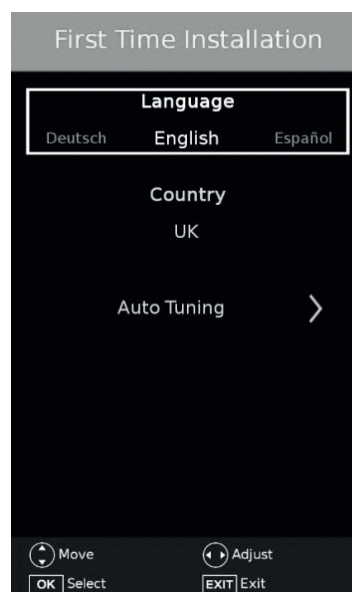 First Time Installation
Language
Deutsch English Español
Country
UK
Auto Tuning
Move Adjust
OK Select EXIT Exit